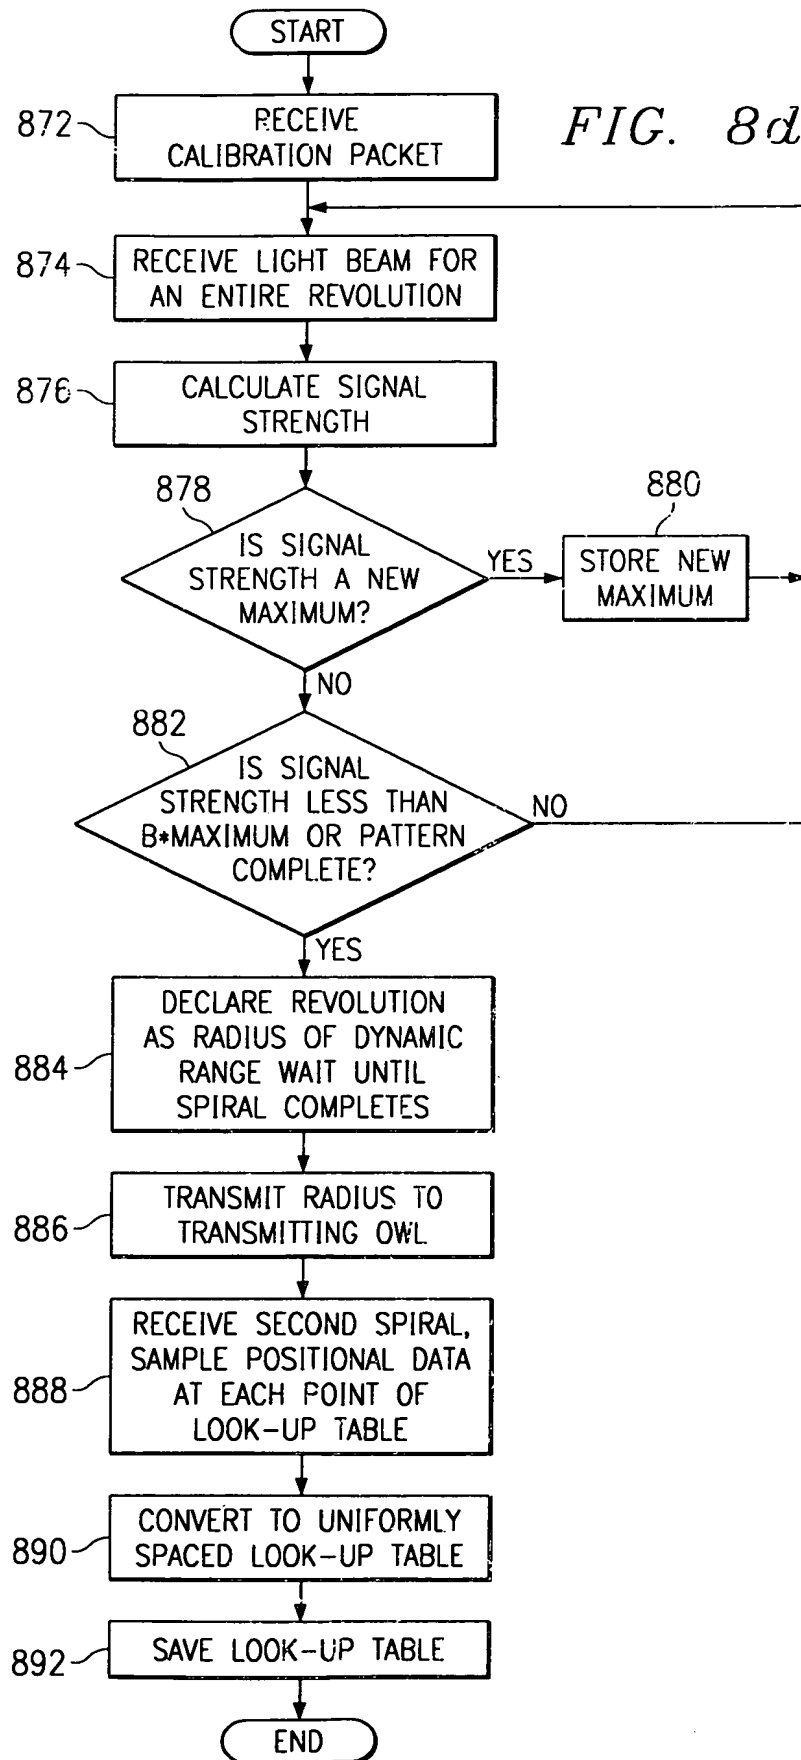 START
872
RECEIVE
CALIBRATION PACKET
FIG. 8d
874
RECEIVE LIGHT BEAM FOR
AN ENTIRE REVOLUTION
876
CALCULATE SIGNAL
STRENGTH
878
IS SIGNAL
STRENGTH A NEW
MAXIMUM?
YES
880
STORE NEW
MAXIMUM
NO
882
IS SIGNAL
STRENGTH LESS THAN
B*MAXIMUM OR PATTERN
COMPLETE?
NO
YES
884
DECLARE REVOLUTION
AS RADIUS OF DYNAMIC
RANGE WAIT UNTIL
SPIRAL COMPLETES
886
TRANSMIT RADIUS TO
TRANSMITTING OWL
888
RECEIVE SECOND SPIRAL,
SAMPLE POSITIONAL DATA
AT EACH POINT OF
LOOK-UP TABLE
890
CONVERT TO UNIFORMLY
SPACED LOOK-UP TABLE
892
SAVE LOOK-UP TABLE
END